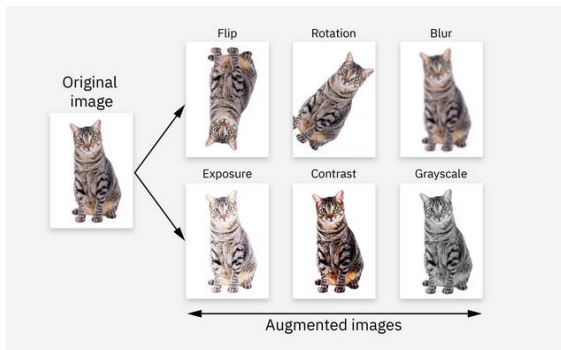 Original
image
Flip
Rotation
Blur
Exposure
Contrast
Grayscale
Augmented images